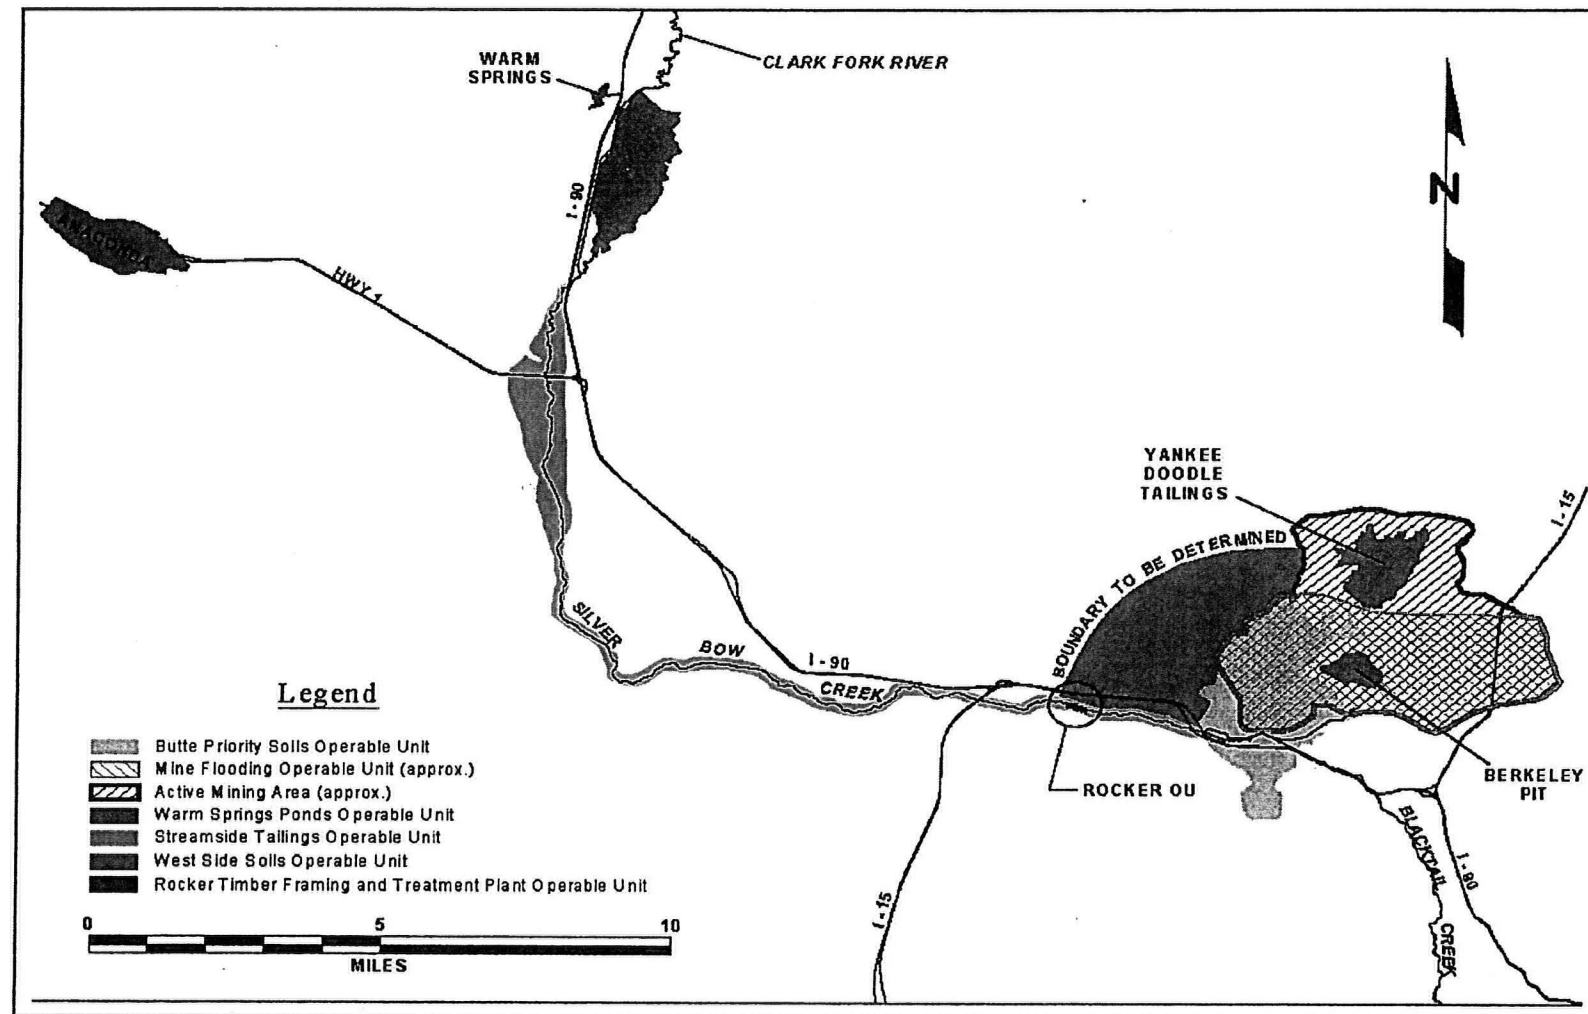 WARM
SPRINGS
CLARK FORK RIVER
N
I-90
ANACONDA
HWY 1
YANKEE
DOODLE
TAILINGS
I-15
BOUNDARY TO BE DETERMINED
SILVER
BOW
CREEK
I-90
ROCKER OU
BERKELEY
PIT
BLACKTAIL
CREEK
I-90
I-15
Legend
Butte Priority Soils Operable Unit
Mine Flooding Operable Unit (approx.)
Active Mining Area (approx.)
Warm Springs Ponds Operable Unit
Streamside Tailings Operable Unit
West Side Soils Operable Unit
Rocker Timber Framing and Treatment Plant Operable Unit
0 5 10
MILES